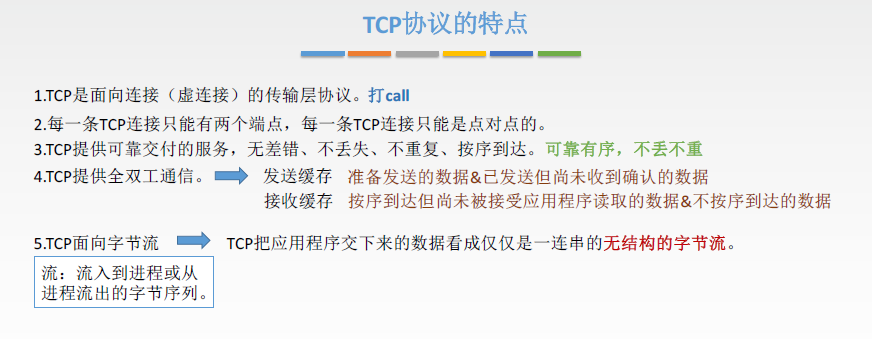 TCP协议的特点
1.TCP是面向连接（虚连接）的传输层协议。打call
2.每一条TCP连接只能有两个端点，每一条TCP连接只能是点对点的。
3.TCP提供可靠交付的服务，无差错、不丢失、不重复、按序到达。可靠有序，不丢不重
4.TCP提供全双工通信。 发送缓存 准备发送的数据&已发送但尚未收到确认的数据
接收缓存 按序到达但尚未被接受应用程序读取的数据&不按序到达的数据
5.TCP面向字节流 TCP把应用程序交下来的数据看成仅仅是一连串的无结构的字节流。
流：流入到进程或从
进程流出的字节序列。